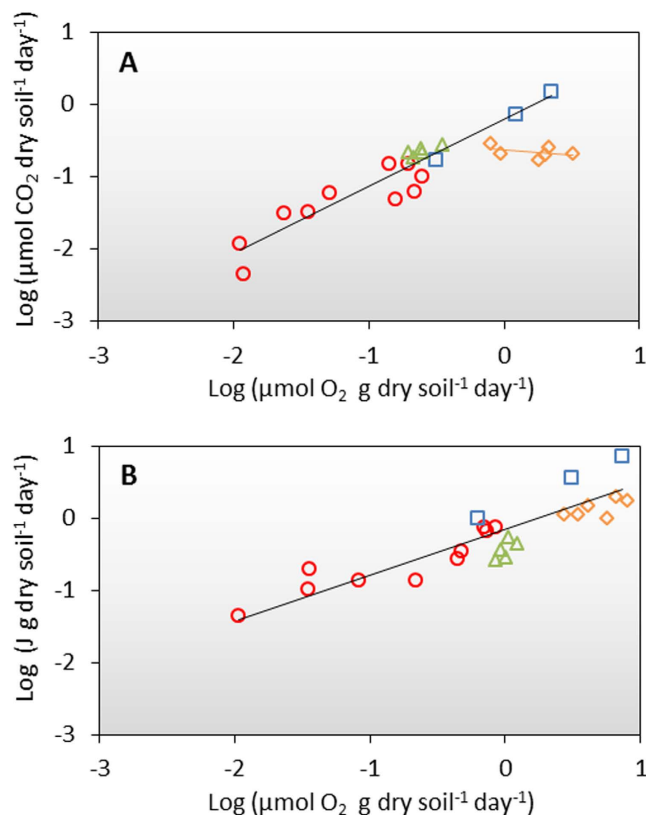 A
Log (µmol CO₂ dry soil⁻¹ day⁻¹)
1
0
-1
-2
-3
-3 -2 -1 0 1
Log (µmol O₂ g dry soil⁻¹ day⁻¹)
B
Log (J g dry soil⁻¹ day⁻¹)
1
0
-1
-2
-3
-3 -2 -1 0 1
Log (µmol O₂ g dry soil⁻¹ day⁻¹)